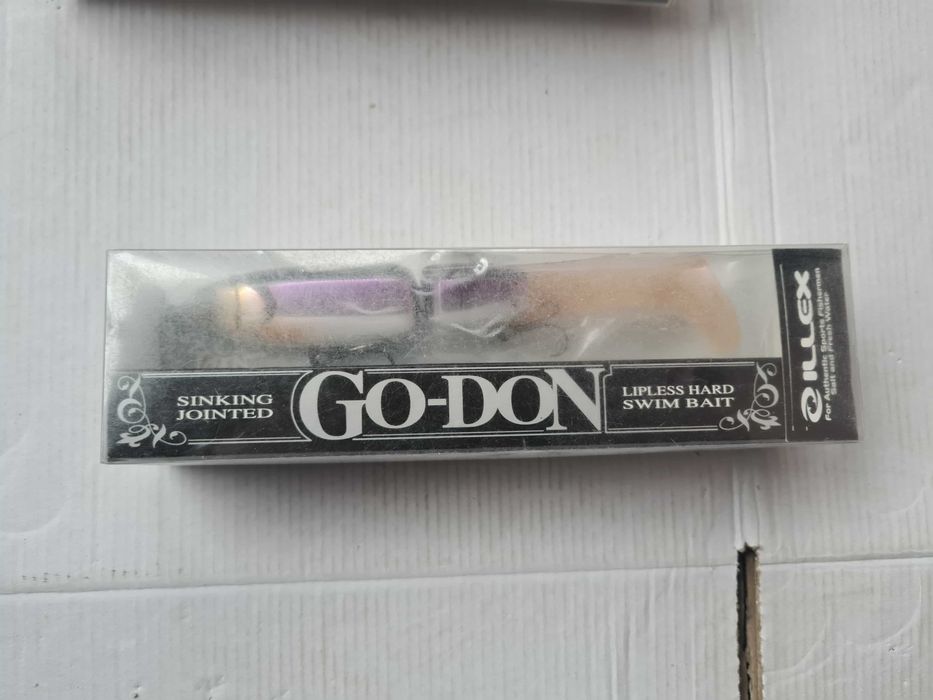 SINKING
JOINTED
GO-DON
LIPLESS HARD
SWIM BAIT
ILLEX
For Authentic Sports Fishermen
Salt and Fresh Water